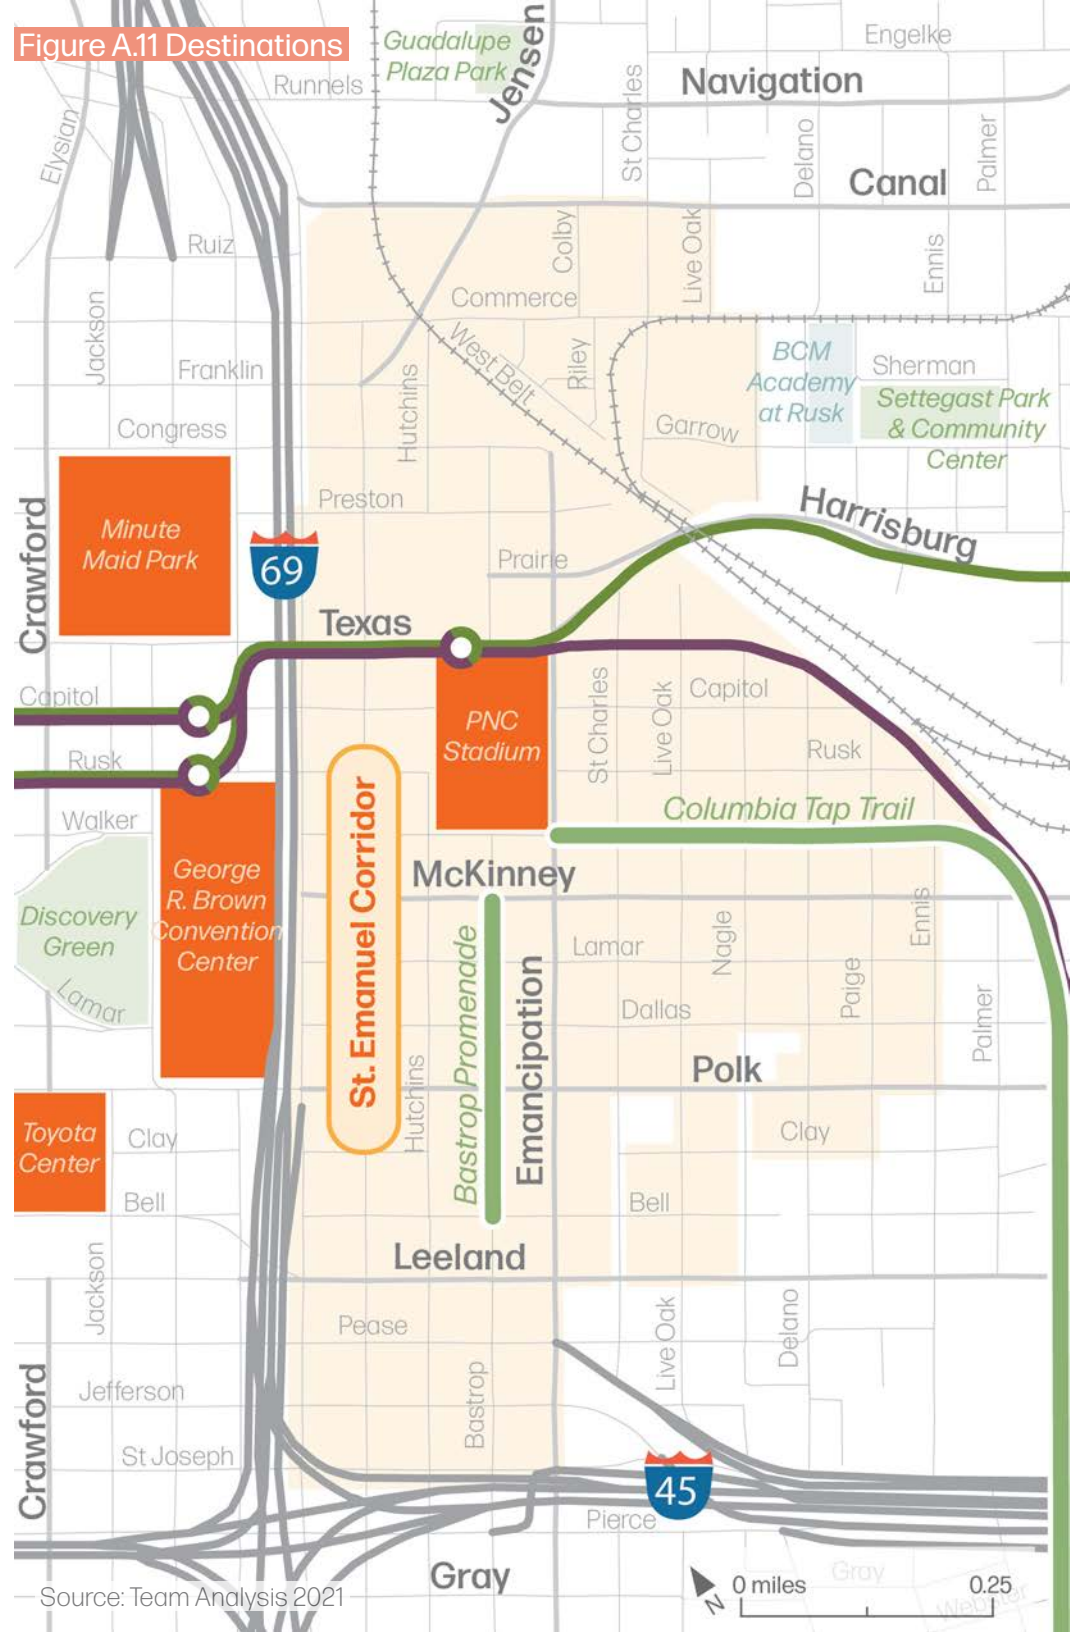 Figure A.11 Destinations
Guadalupe
Plaza Park
Jensen
Engelke
Runnels
Navigation
St Charles
Elysian
Delano
Palmer
Canal
Ruiz
Colby
Live Oak
Ennis
Commerce
Jackson
West Belt
Franklin
Riley
BCM
Academy
at Rusk
Sherman
Settegast Park
& Community
Center
Hutchins
Congress
Garrow
Preston
Harrisburg
Crawford
Minute
Maid Park
69
Prairie
Texas
Capitol
PNC
Stadium
St Charles
Live Oak
Capitol
Rusk
Rusk
Columbia Tap Trail
Walker
George
R. Brown
Convention
Center
Discovery
Green
Lamar
St. Emanuel Corridor
McKinney
Bastrop Promenade
Emancipation
Lamar
Nagle
Ennis
Dallas
Paige
Palmer
Polk
Hutchins
Toyota
Center
Clay
Clay
Bell
Bell
Leeland
Jackson
Pease
Live Oak
Delano
Crawford
Jefferson
Bastrop
St Joseph
45
Pierce
Gray
Gray
Webster
N
0 miles
0.25
Source: Team Analysis 2021